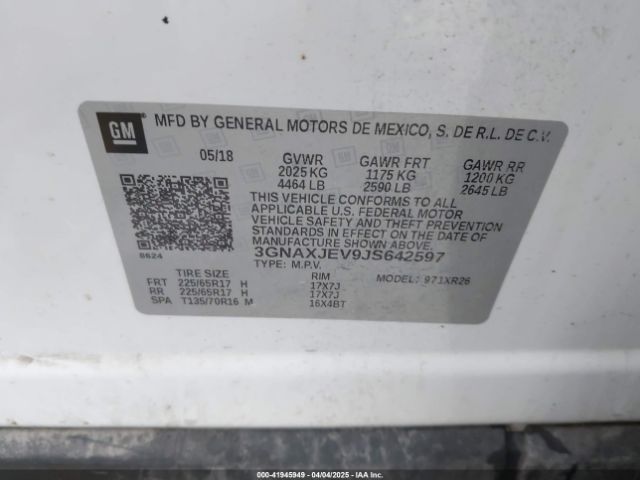 GM
MFD BY GENERAL MOTORS DE MEXICO, S. DE R.L. DE C.V.
05/18 GVWR GAWR FRT GAWR RR
2025 KG 1175 KG 1200 KG
4464 LB 2590 LB 2645 LB
THIS VEHICLE CONFORMS TO ALL
APPLICABLE U.S. FEDERAL MOTOR
VEHICLE SAFETY AND THEFT PREVENTION
STANDARDS IN EFFECT ON THE DATE OF
MANUFACTURE SHOWN ABOVE.
3GNAXJEV9JS642597
8624
TYPE: M.P.V. MODEL: 971XR26
TIRE SIZE RIM
FRT 225/65R17 H 17X7J
RR 225/65R17 H 17X7J
SPA T135/70R16 M 16X4BT
000-41945949 | 04/04/2025 | Copyright IAA